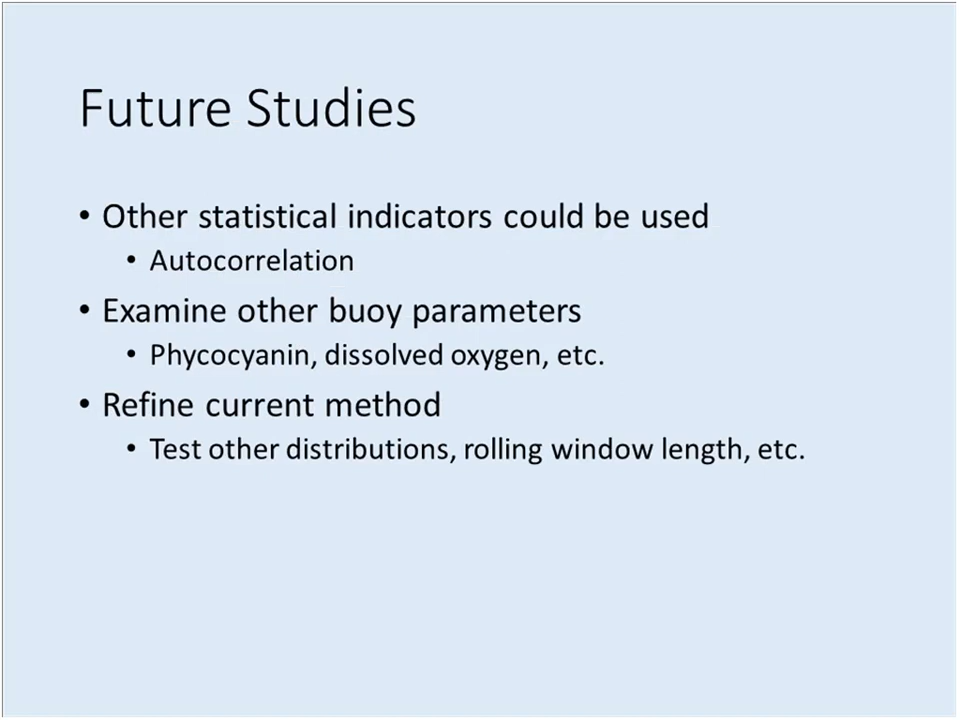 Future Studies
• Other statistical indicators could be used
• Autocorrelation
• Examine other buoy parameters
• Phycocyanin, dissolved oxygen, etc.
• Refine current method
• Test other distributions, rolling window length, etc.